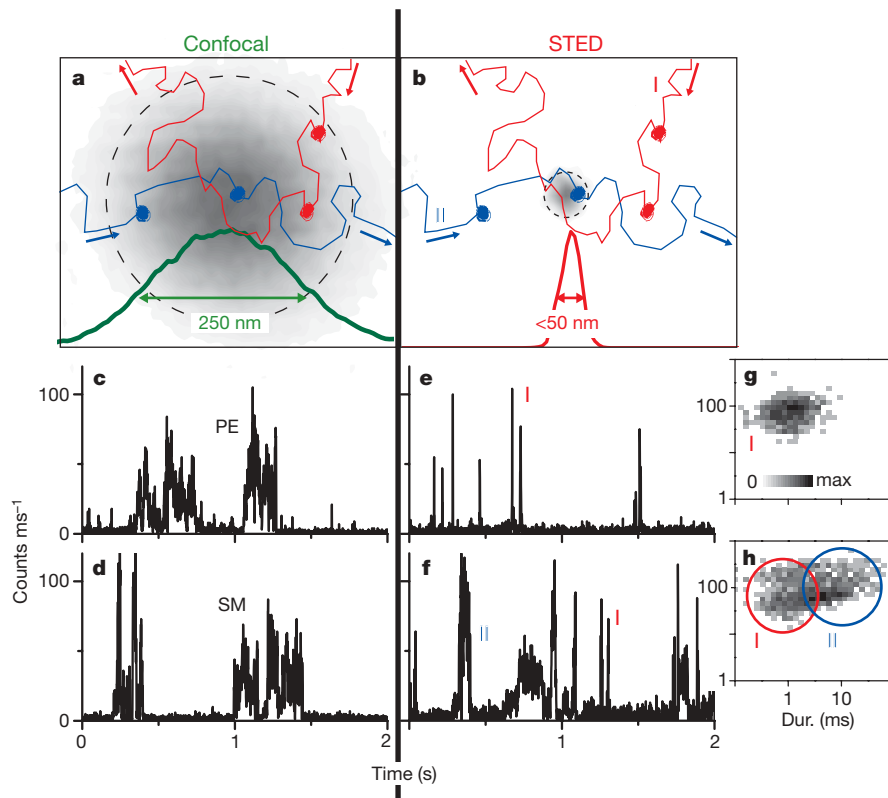 Confocal
STED
a
b
I
II
250 nm
<50 nm
c
e
g
100
PE
I
100
I
0 max
0
1
Counts ms⁻¹
d
f
h
100
SM
II
I
100
I
II
1
0
0
1
2
1
2
1
10
Dur. (ms)
Time (s)